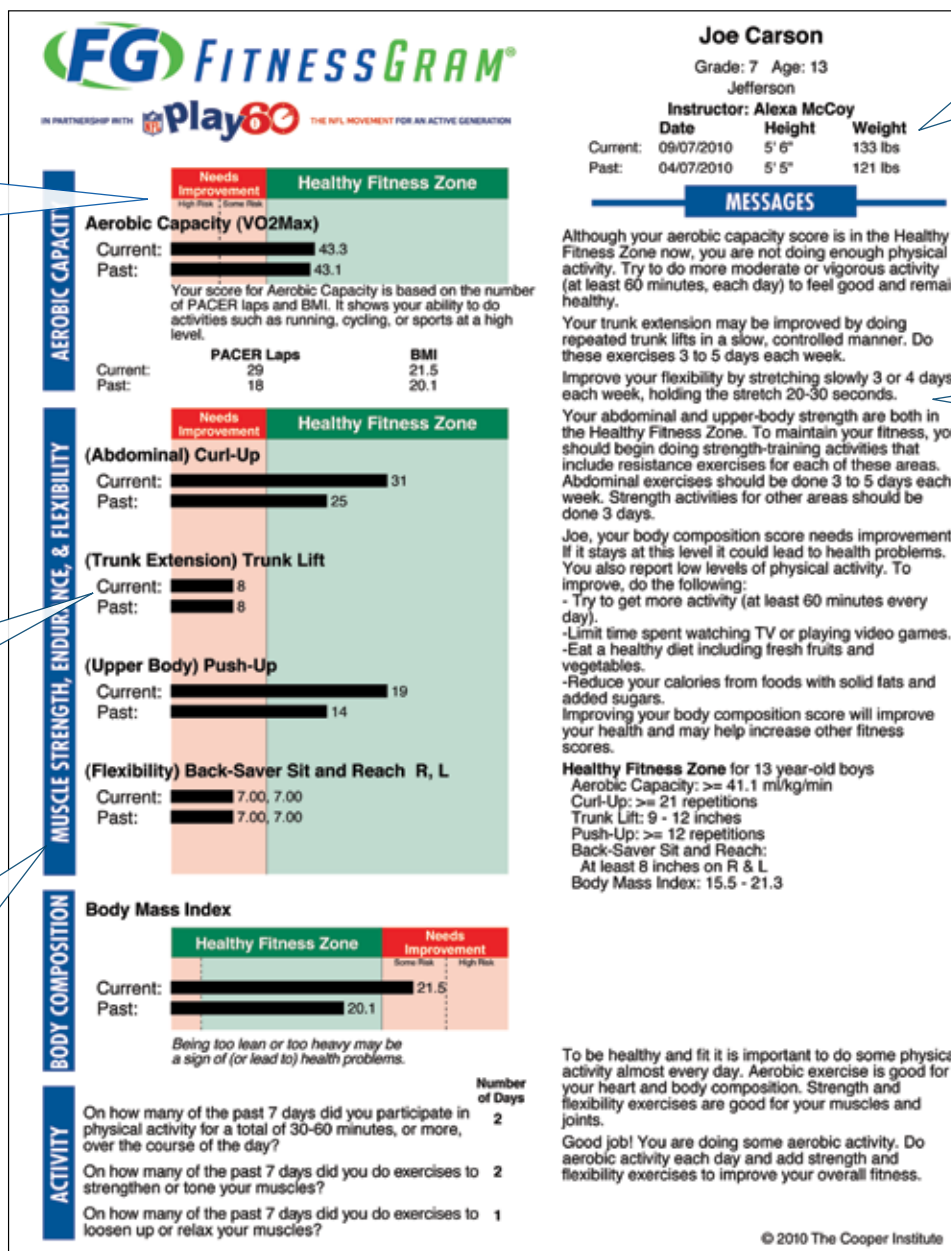 FG FITNESSGRAM®
IN PARTNERSHIP WITH NFL Play60 THE NFL MOVEMENT FOR AN ACTIVE GENERATION
Joe Carson
Grade: 7 Age: 13
Jefferson
Instructor: Alexa McCoy
Date Height Weight
Current: 09/07/2010 5' 6" 133 lbs
Past: 04/07/2010 5' 5" 121 lbs
AEROBIC CAPACITY
Needs
Improvement
Healthy Fitness Zone
High Risk Some Risk
Aerobic Capacity (VO2Max)
Current: 43.3
Past: 43.1
Your score for Aerobic Capacity is based on the number
of PACER laps and BMI. It shows your ability to do
activities such as running, cycling, or sports at a high
level.
PACER Laps BMI
Current: 29 21.5
Past: 18 20.1
MUSCLE STRENGTH, ENDURANCE, & FLEXIBILITY
Needs
Improvement
Healthy Fitness Zone
(Abdominal) Curl-Up
Current: 31
Past: 25
(Trunk Extension) Trunk Lift
Current: 8
Past: 8
(Upper Body) Push-Up
Current: 19
Past: 14
(Flexibility) Back-Saver Sit and Reach R, L
Current: 7.00, 7.00
Past: 7.00, 7.00
BODY COMPOSITION
Body Mass Index
Healthy Fitness Zone
Needs
Improvement
Some Risk High Risk
Current: 21.5
Past: 20.1
Being too lean or too heavy may be
a sign of (or lead to) health problems.
ACTIVITY
Number
of Days
On how many of the past 7 days did you participate in
physical activity for a total of 30-60 minutes, or more, 2
over the course of the day?
On how many of the past 7 days did you do exercises to 2
strengthen or tone your muscles?
On how many of the past 7 days did you do exercises to 1
loosen up or relax your muscles?
MESSAGES
Although your aerobic capacity score is in the Healthy
Fitness Zone now, you are not doing enough physical
activity. Try to do more moderate or vigorous activity
(at least 60 minutes, each day) to feel good and remai
healthy.
Your trunk extension may be improved by doing
repeated trunk lifts in a slow, controlled manner. Do
these exercises 3 to 5 days each week.
Improve your flexibility by stretching slowly 3 or 4 days
each week, holding the stretch 20-30 seconds.
Your abdominal and upper-body strength are both in
the Healthy Fitness Zone. To maintain your fitness, yo
should begin doing strength-training activities that
include resistance exercises for each of these areas.
Abdominal exercises should be done 3 to 5 days each
week. Strength activities for other areas should be
done 3 days.
Joe, your body composition score needs improvement
If it stays at this level it could lead to health problems.
You also report low levels of physical activity. To
improve, do the following:
- Try to get more activity (at least 60 minutes every
day).
-Limit time spent watching TV or playing video games.
-Eat a healthy diet including fresh fruits and
vegetables.
-Reduce your calories from foods with solid fats and
added sugars.
Improving your body composition score will improve
your health and may help increase other fitness
scores.
Healthy Fitness Zone for 13 year-old boys
Aerobic Capacity: >= 41.1 ml/kg/min
Curl-Up: >= 21 repetitions
Trunk Lift: 9 - 12 inches
Push-Up: >= 12 repetitions
Back-Saver Sit and Reach:
At least 8 inches on R & L
Body Mass Index: 15.5 - 21.3
To be healthy and fit it is important to do some physica
activity almost every day. Aerobic exercise is good for
your heart and body composition. Strength and
flexibility exercises are good for your muscles and
joints.
Good job! You are doing some aerobic activity. Do
aerobic activity each day and add strength and
flexibility exercises to improve your overall fitness.
© 2010 The Cooper Institute